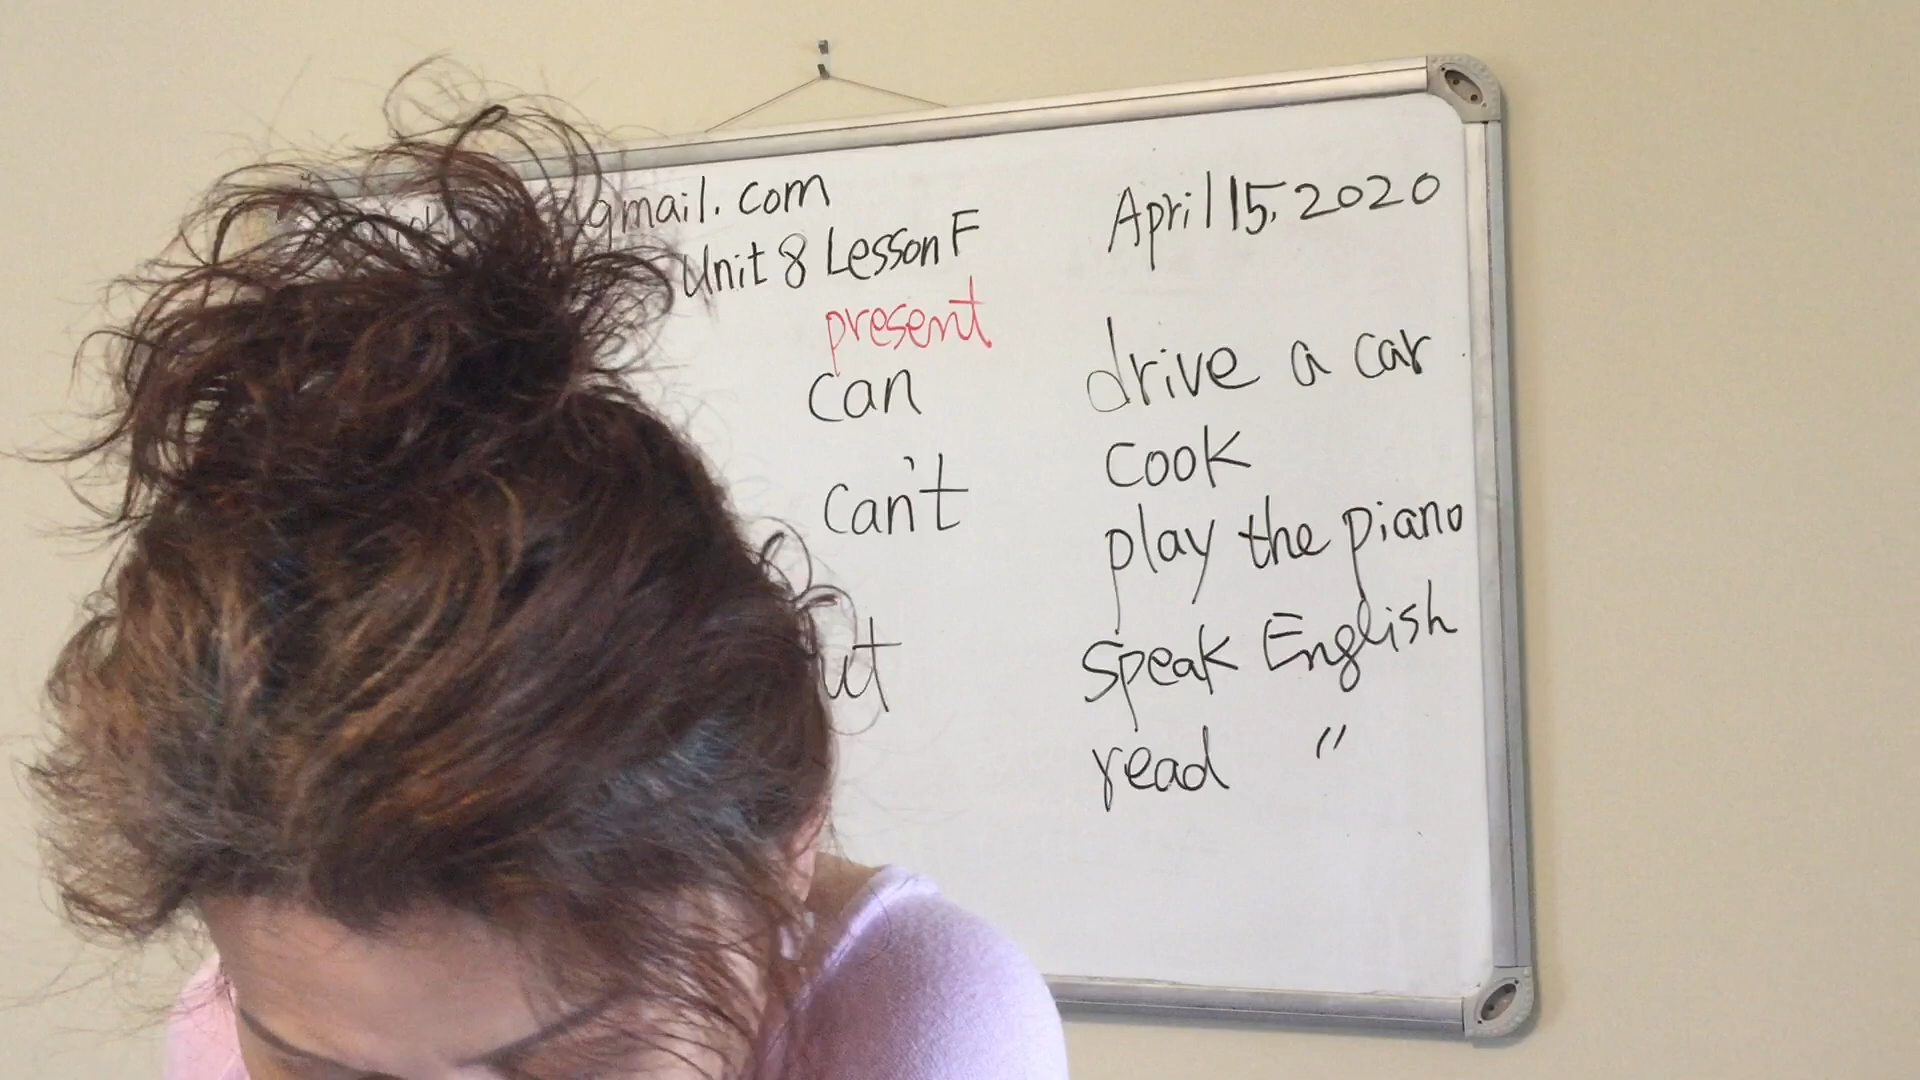 gmail.com
April 15, 2020
Unit 8 Lesson F
present
can
can't
drive a car
cook
play the piano
speak English
read "